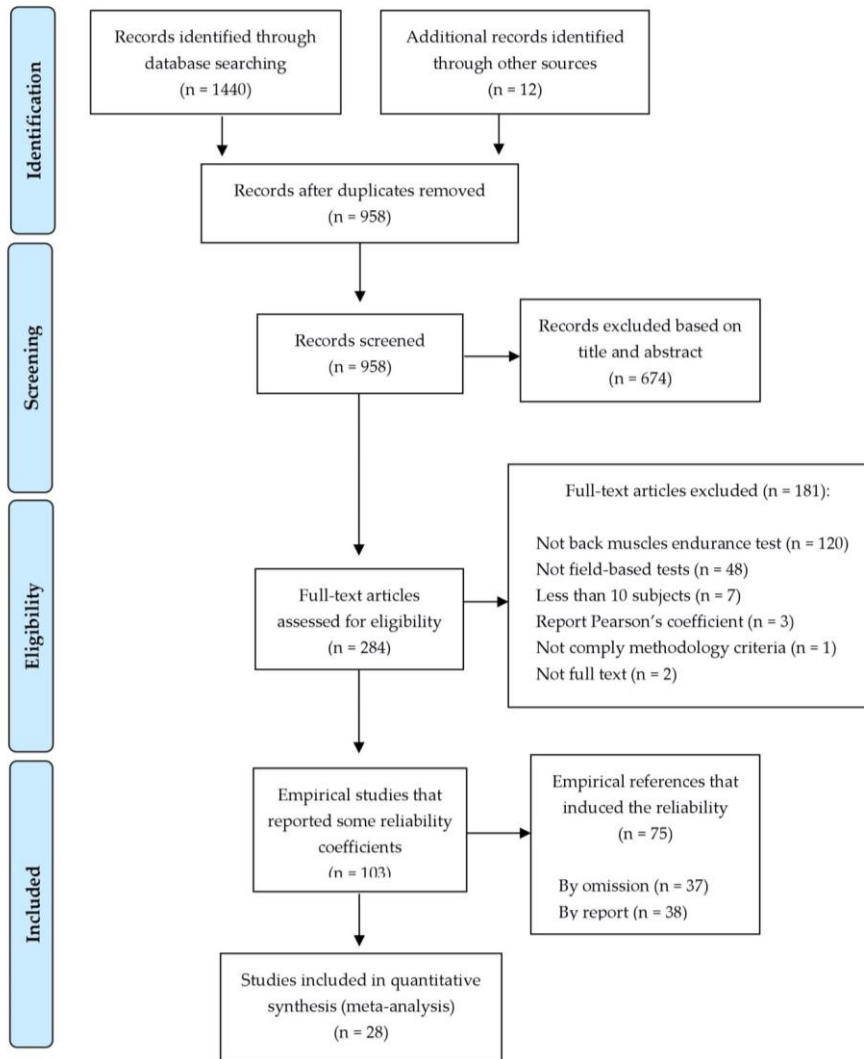 Identification
Records identified through
database searching
(n = 1440)
Additional records identified
through other sources
(n = 12)
Records after duplicates removed
(n = 958)
Screening
Records screened
(n = 958)
Records excluded based on
title and abstract
(n = 674)
Eligibility
Full-text articles
assessed for eligibility
(n = 284)
Full-text articles excluded (n = 181):
Not back muscles endurance test (n = 120)
Not field-based tests (n = 48)
Less than 10 subjects (n = 7)
Report Pearson's coefficient (n = 3)
Not comply methodology criteria (n = 1)
Not full text (n = 2)
Included
Empirical studies that
reported some reliability
coefficients
(n = 103)
Empirical references that
induced the reliability
(n = 75)
By omission (n = 37)
By report (n = 38)
Studies included in quantitative
synthesis (meta-analysis)
(n = 28)